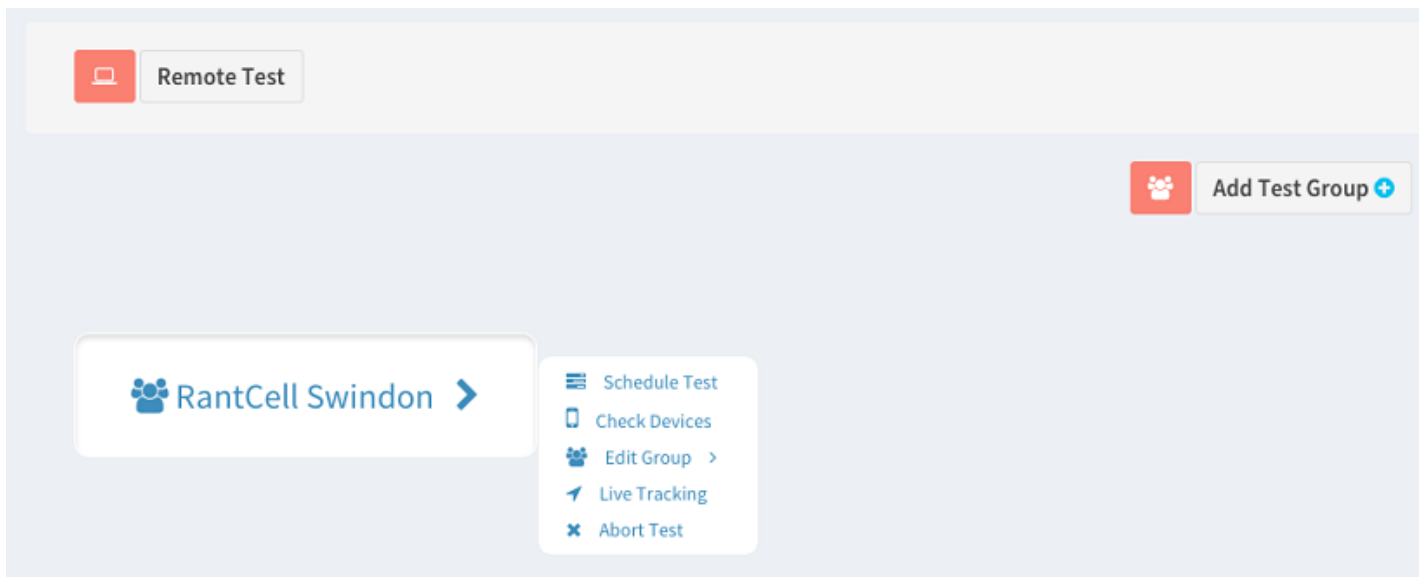 Remote Test
Add Test Group
RantCell Swindon
Schedule Test
Check Devices
Edit Group
Live Tracking
Abort Test